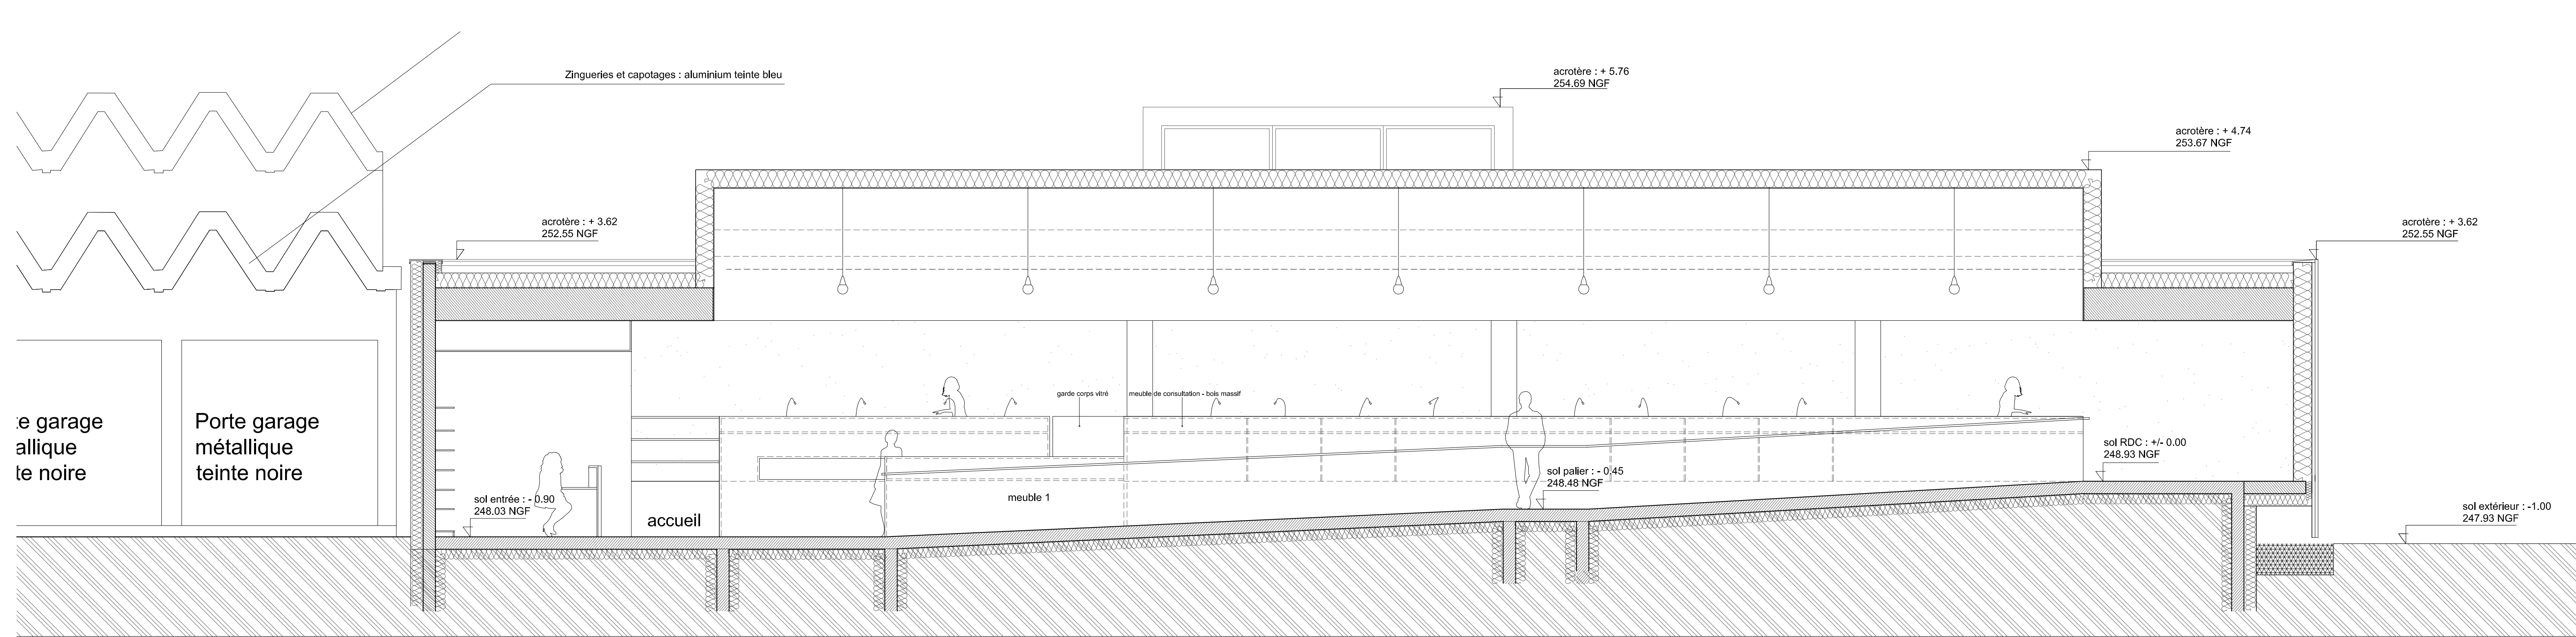 Zingueries et capotages : aluminium teinte bleu
acrotère : + 5.76
254.69 NGF
acrotère : + 4.74
253.67 NGF
acrotère : + 3.62
252.55 NGF
acrotère : + 3.62
252.55 NGF
garde corps vitré
meuble de consultation - bois massif
te garage
allique
te noire
Porte garage
métallique
teinte noire
sol RDC : +/- 0.00
248.93 NGF
sol palier : - 0.45
248.48 NGF
sol entrée : - 0.90
248.03 NGF
meuble 1
accueil
sol extérieur : -1.00
247.93 NGF